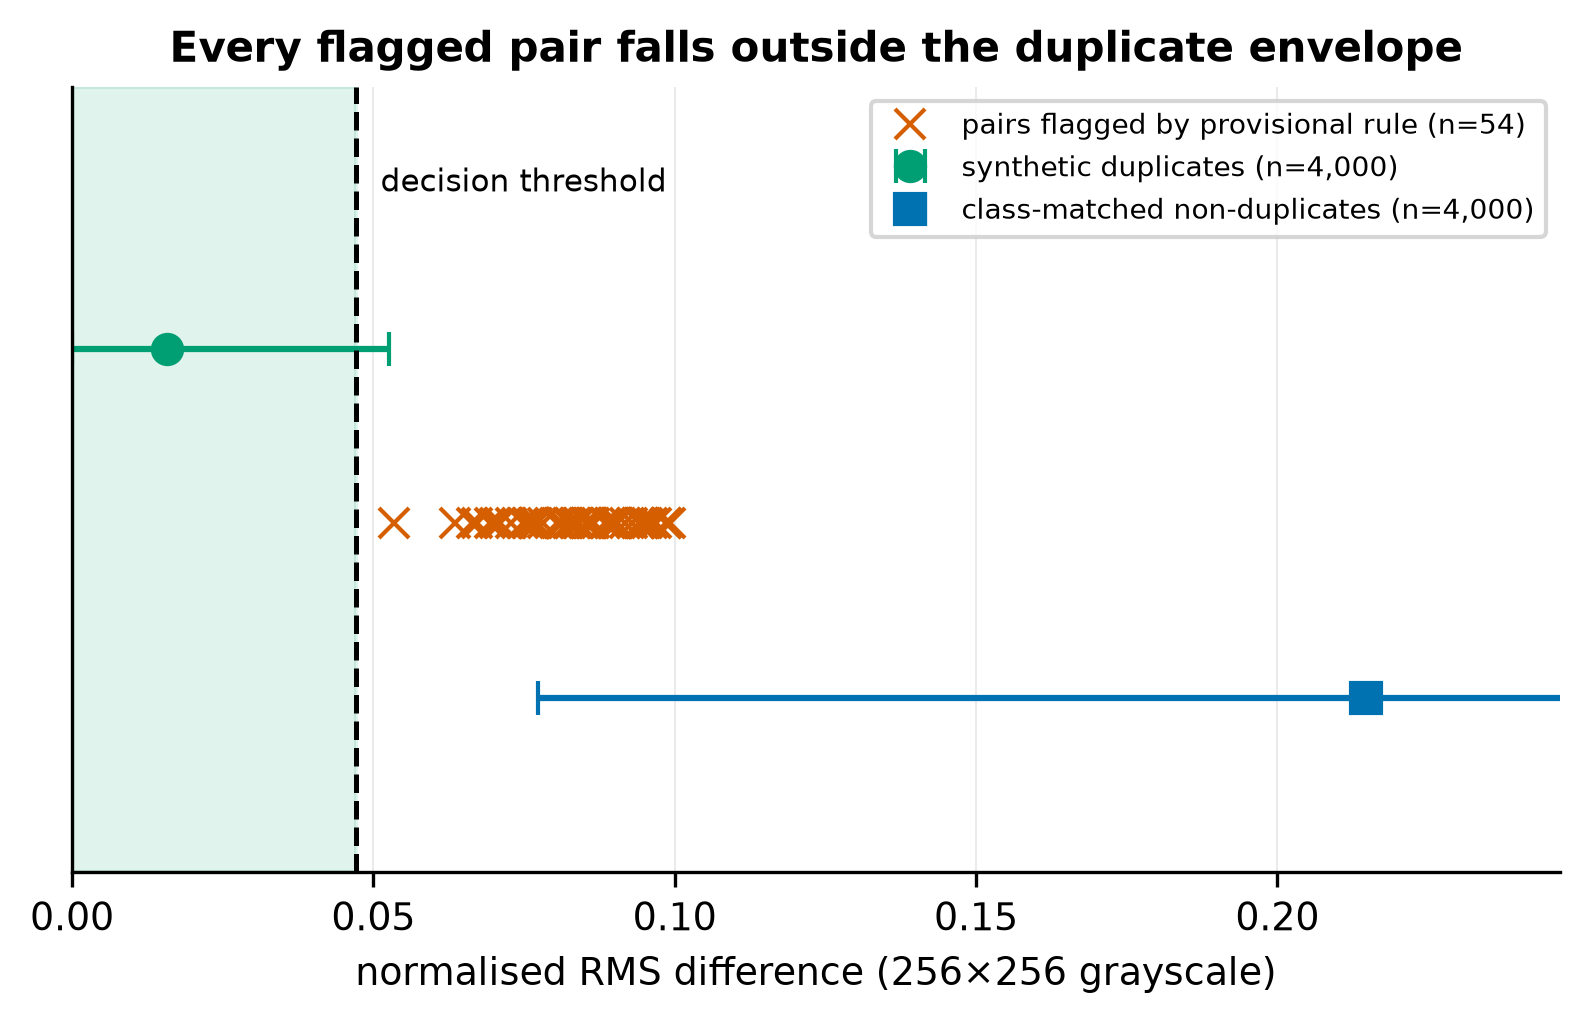 Every flagged pair falls outside the duplicate envelope
pairs flagged by provisional rule (n=54)
synthetic duplicates (n=4,000)
class-matched non-duplicates (n=4,000)
decision threshold
0.00 0.05 0.10 0.15 0.20
normalised RMS difference (256×256 grayscale)